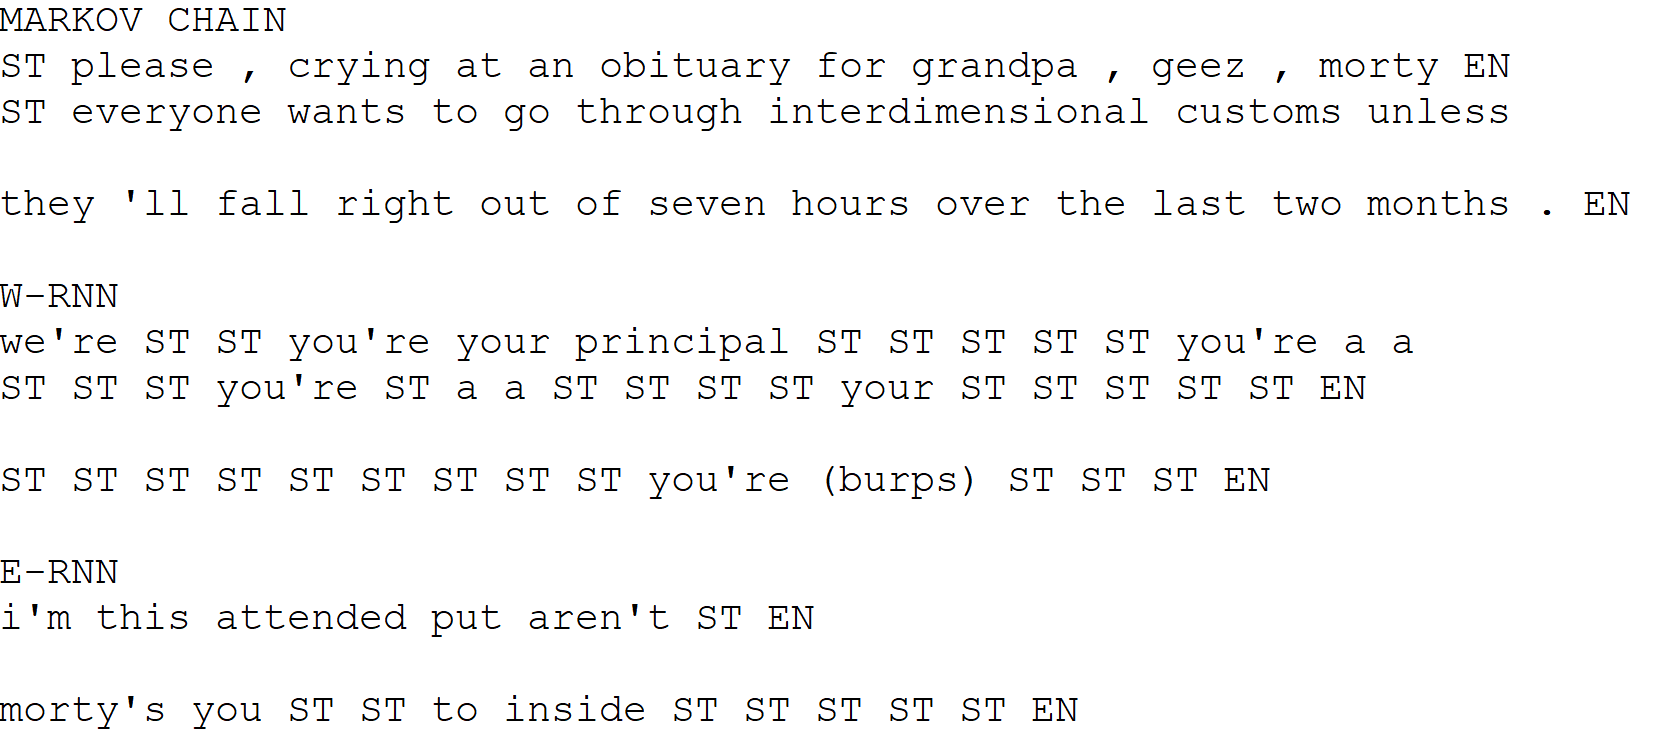 MARKOV CHAIN
ST please , crying at an obituary for grandpa , geez , morty EN
ST everyone wants to go through interdimensional customs unless
they 'll fall right out of seven hours over the last two months . EN
W-RNN
we're ST ST you're your principal ST ST ST ST ST you're a a
ST ST ST you're ST a a ST ST ST ST your ST ST ST ST ST EN
ST ST ST ST ST ST ST ST ST you're (burps) ST ST ST EN
E-RNN
i'm this attended put aren't ST EN
morty's you ST ST to inside ST ST ST ST ST EN